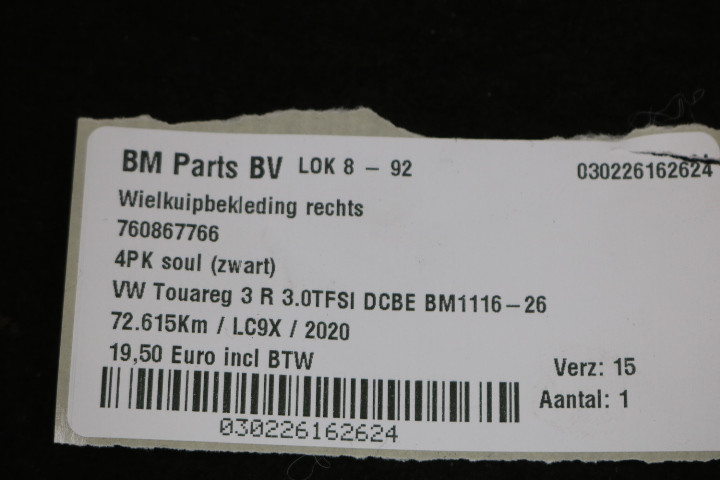 BM Parts BV LOK 8 - 92 030226162624
Wielkuipbekleding rechts
760867766
4PK soul (zwart)
VW Touareg 3 R 3.0TFSI DCBE BM1116-26
72.615Km / LC9X / 2020
19,50 Euro incl BTW
Verz: 15
Aantal: 1
030226162624